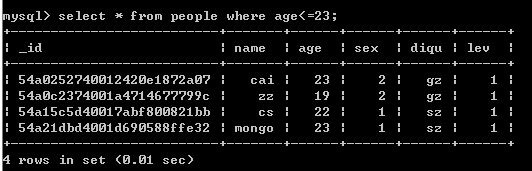 mysql> select * from people where age<=23;
+--------------------------+-------+------+------+------+------+
| _id                      | name  | age  | sex  | diqu | lev  |
+--------------------------+-------+------+------+------+------+
| 54a0252740012420e1872a07 |   cai |   23 |    2 |   gz |    1 |
| 54a0c2374001a4714677799c |    zz |   19 |    2 |   gz |    1 |
| 54a15c5d40017abf800821bb |    cs |   22 |    1 |   sz |    1 |
| 54a21dbd4001d690588ffe32 | mongo |   23 |    1 |   sz |    1 |
+--------------------------+-------+------+------+------+------+
4 rows in set (0.01 sec)